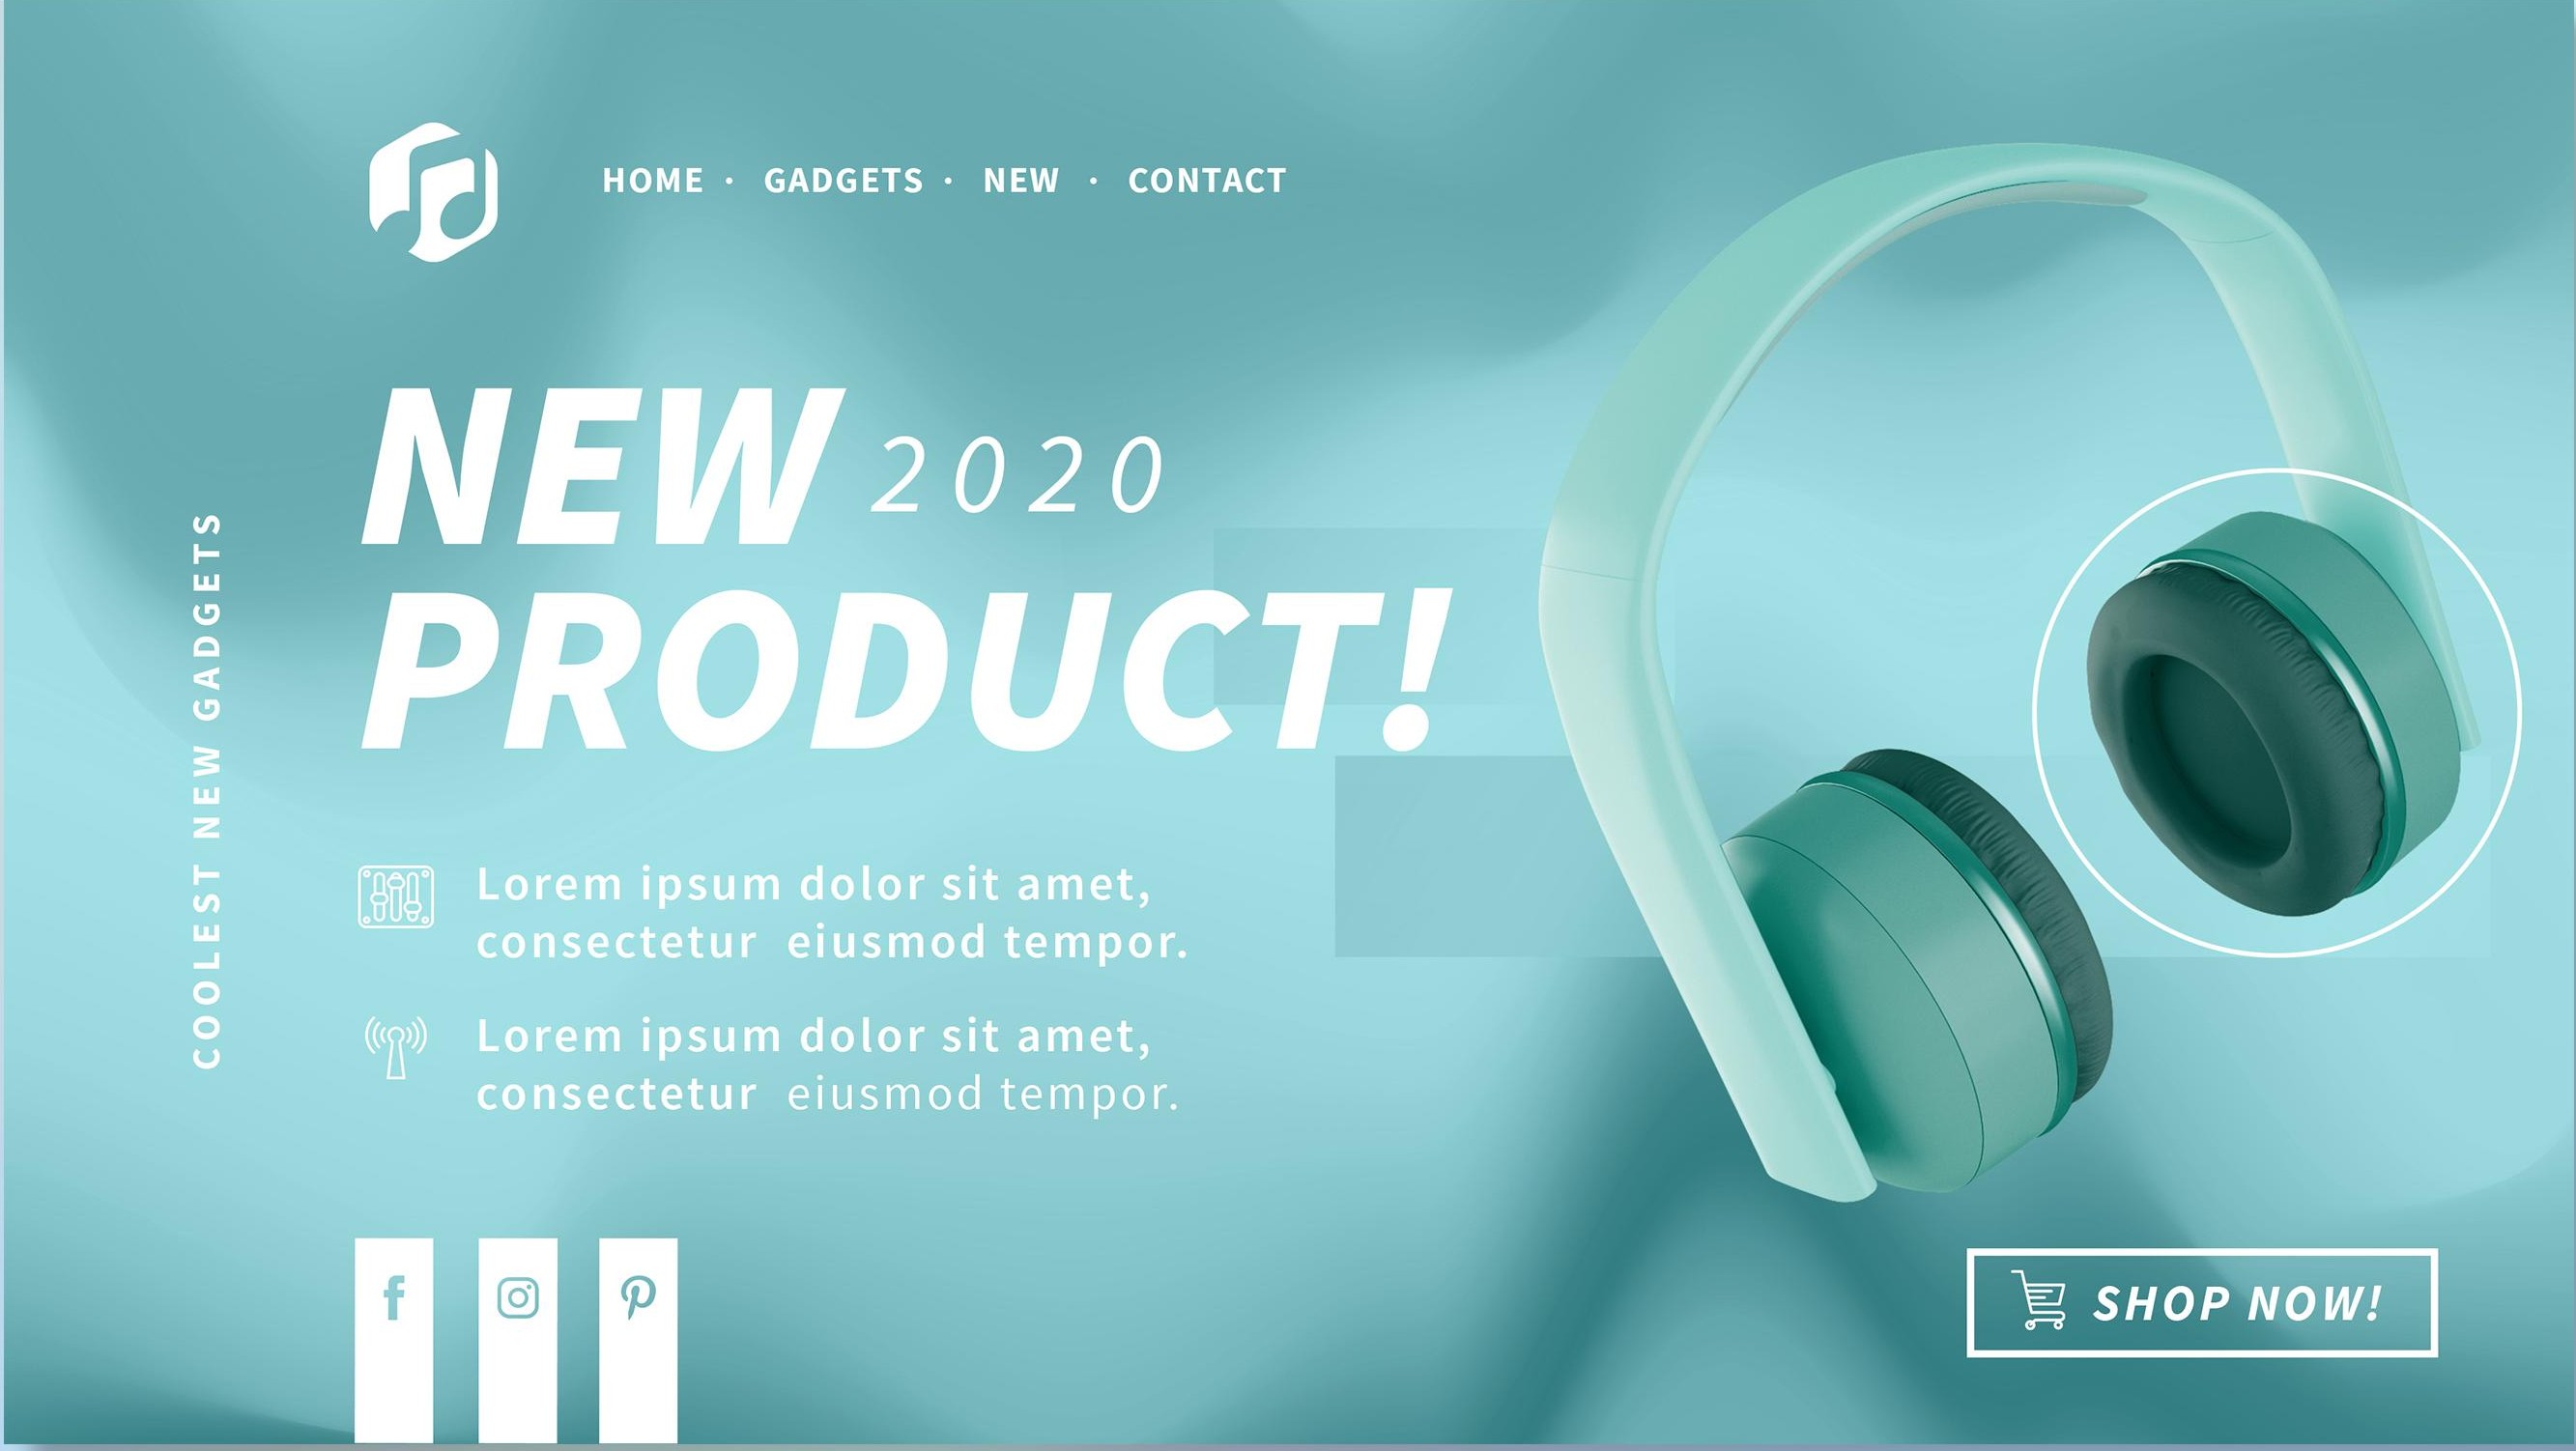 HOME · GADGETS · NEW · CONTACT
NEW 2020
PRODUCT!
COOLEST NEW GADGETS
Lorem ipsum dolor sit amet,
consectetur eiusmod tempor.
Lorem ipsum dolor sit amet,
consectetur eiusmod tempor.
SHOP NOW!